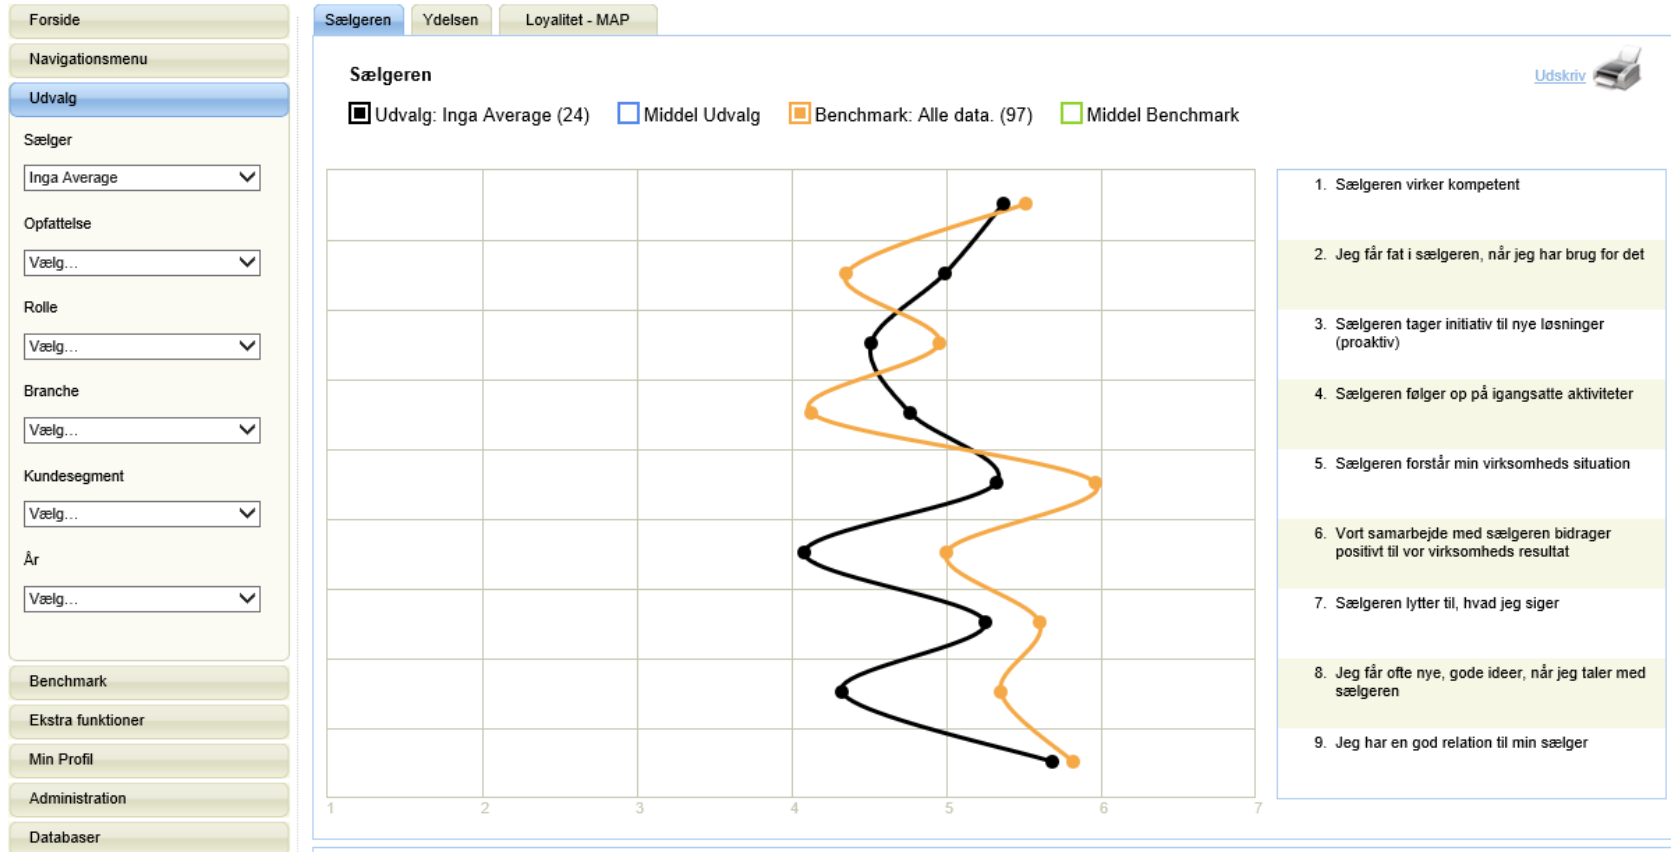 Forside
Navigationsmenu
Udvalg
Sælger
Inga Average
Opfattelse
Vælg...
Rolle
Vælg...
Branche
Vælg...
Kundesegment
Vælg...
År
Vælg...
Benchmark
Ekstra funktioner
Min Profil
Administration
Databaser
Sælgeren Ydelsen Loyalitet - MAP
Sælgeren
Udskriv
Udvalg: Inga Average (24) Middel Udvalg Benchmark: Alle data. (97) Middel Benchmark
1 2 3 4 5 6 7
1. Sælgeren virker kompetent
2. Jeg får fat i sælgeren, når jeg har brug for det
3. Sælgeren tager initiativ til nye løsninger
(proaktiv)
4. Sælgeren følger op på igangsatte aktiviteter
5. Sælgeren forstår min virksomheds situation
6. Vort samarbejde med sælgeren bidrager
positivt til vor virksomheds resultat
7. Sælgeren lytter til, hvad jeg siger
8. Jeg får ofte nye, gode ideer, når jeg taler med
sælgeren
9. Jeg har en god relation til min sælger